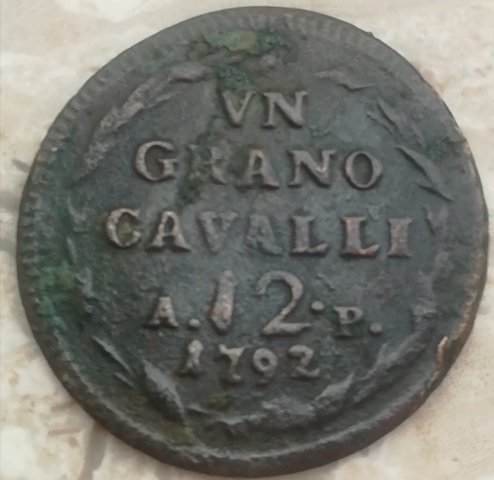 VN
GRANO
CAVALLI
A. 12. P.
1792